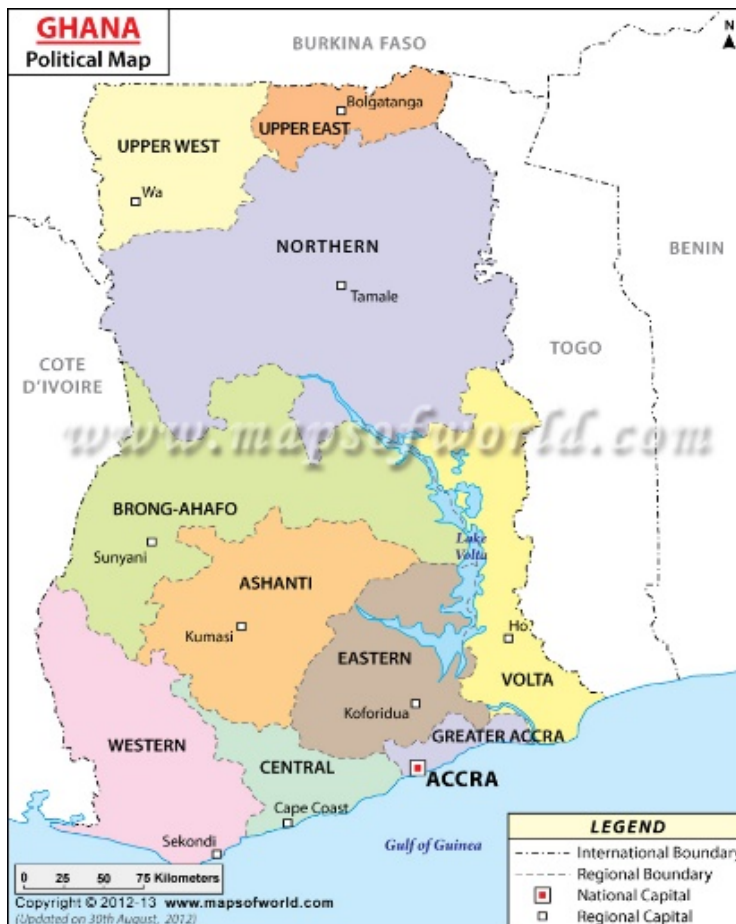 GHANA
Political Map
BURKINA FASO
N
Bolgatanga
UPPER EAST
UPPER WEST
Wa
NORTHERN
BENIN
Tamale
TOGO
COTE
D'IVOIRE
www.mapsofworld.com
BRONG-AHAFO
Sunyani
Lake
Volta
ASHANTI
Kumasi
Ho
EASTERN
VOLTA
Koforidua
GREATER ACCRA
WESTERN
CENTRAL
ACCRA
Cape Coast
Gulf of Guinea
Sekondi
LEGEND
International Boundary
Regional Boundary
National Capital
Regional Capital
0 25 50 75 Kilometers
Copyright © 2012-13 www.mapsofworld.com
(Updated on 30th August, 2012)